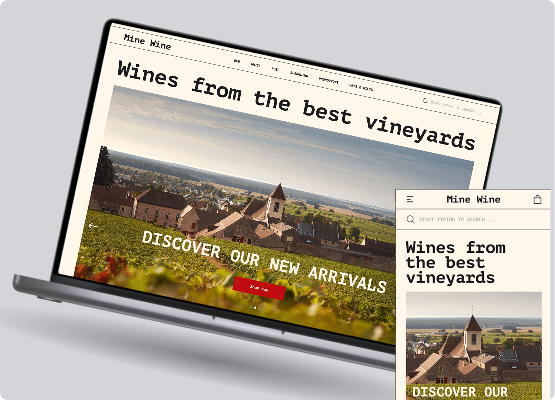 Mine Wine
Wines from the best vineyards
DISCOVER OUR NEW ARRIVALS
Mine Wine
START TYPING TO SEARCH ...
Wines from
the best
vineyards
DISCOVER OUR